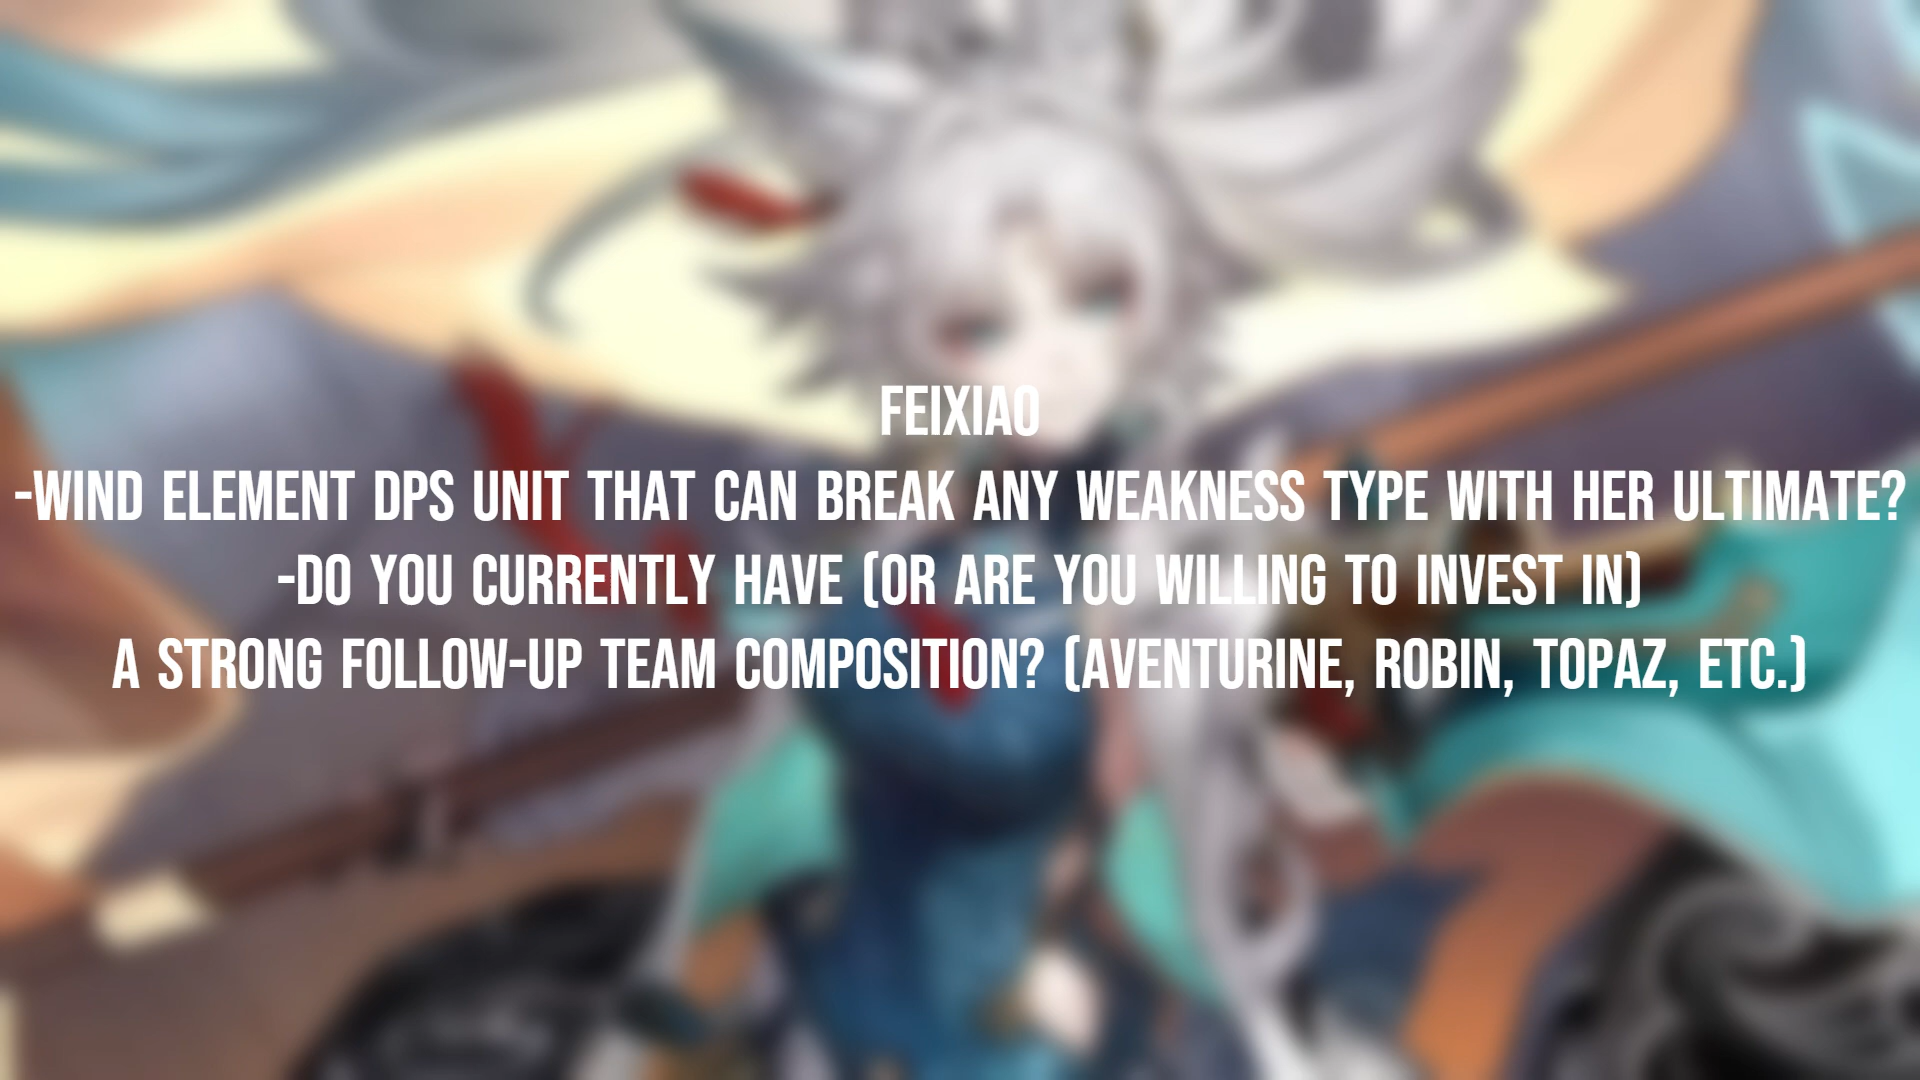 FEIXIAO
-WIND ELEMENT DPS UNIT THAT CAN BREAK ANY WEAKNESS TYPE WITH HER ULTIMATE?
-DO YOU CURRENTLY HAVE (OR ARE YOU WILLING TO INVEST IN)
A STRONG FOLLOW-UP TEAM COMPOSITION? (AVENTURINE, ROBIN, TOPAZ, ETC.)